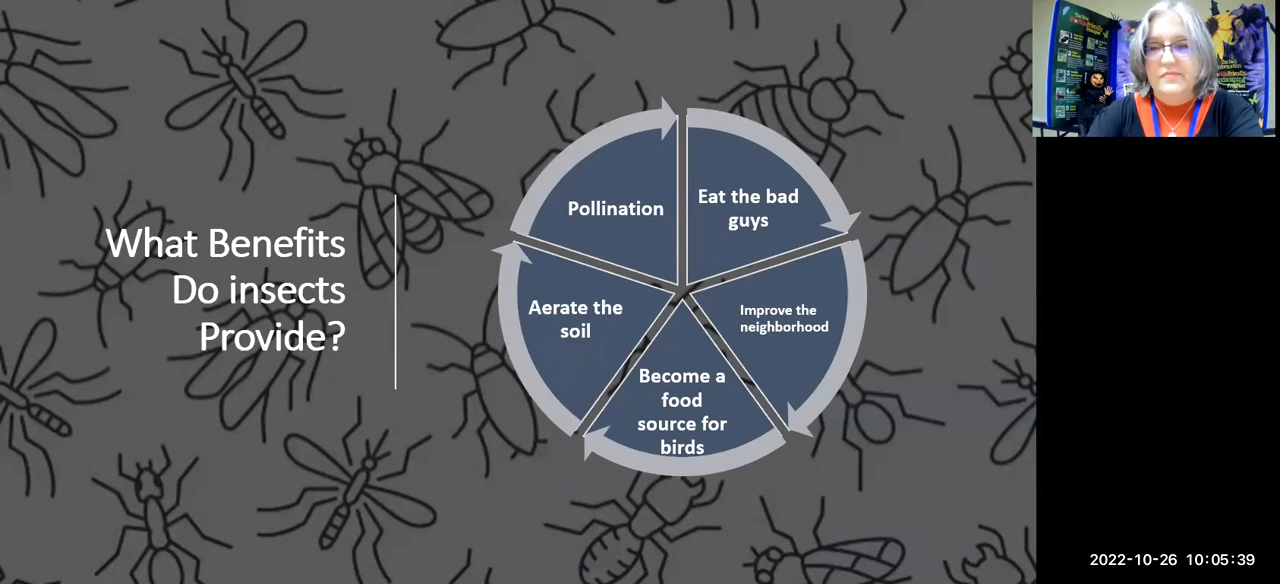 What Benefits
Do insects
Provide?
Pollination
Eat the bad
guys
Improve the
neighborhood
Become a
food
source for
birds
Aerate the
soil
2022-10-26 10:05:39